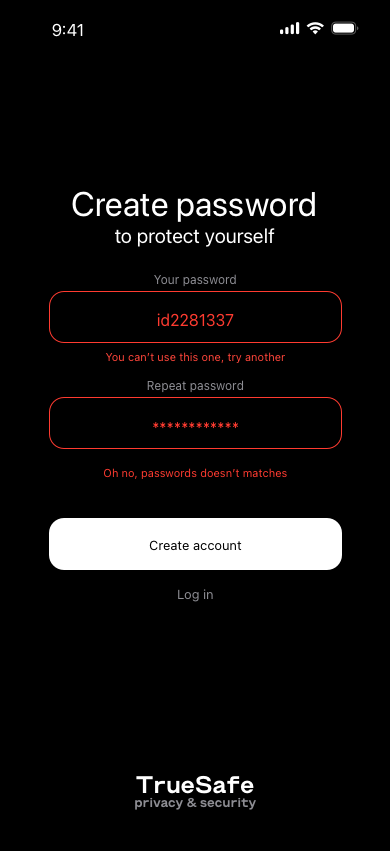 9:41
Create password
to protect yourself
Your password
id2281337
You can't use this one, try another
Repeat password
************
Oh no, passwords doesn't matches
Create account
Log in
TrueSafe
privacy & security